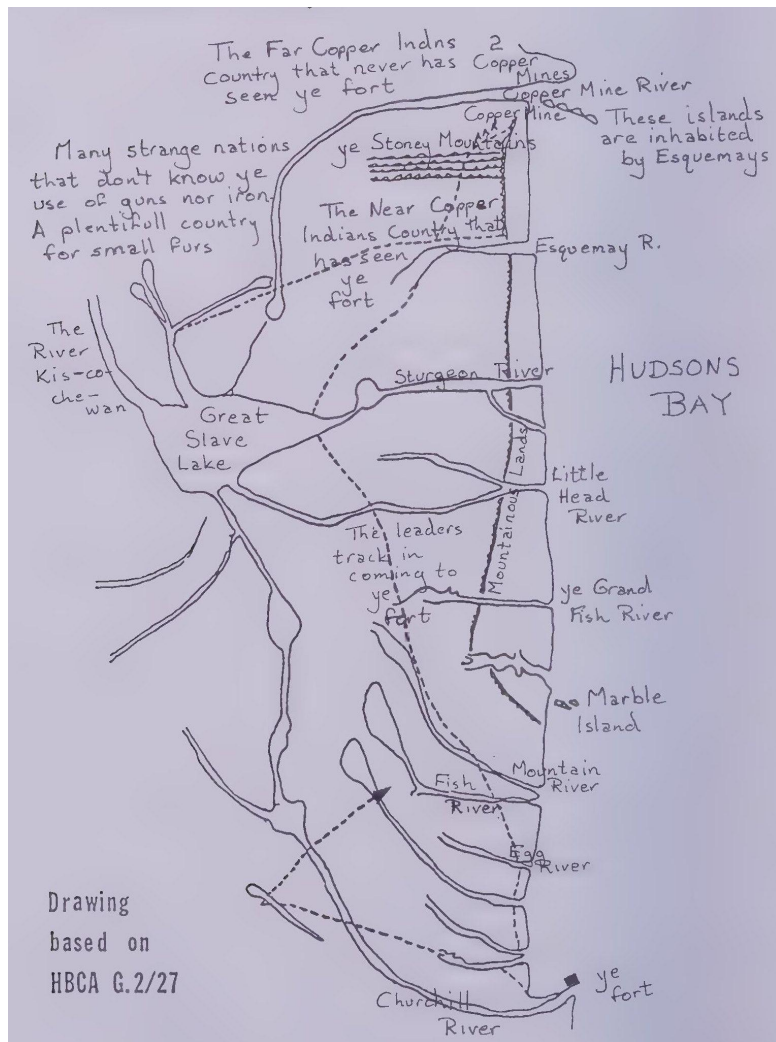 The Far Copper Indns
Country that never has
seen ye fort
2
Copper
Mines
Copper Mine River
Copper Mine
These islands
are inhabited
by Esquemays
Many strange nations
that don't know ye
use of guns nor iron.
A plentifull country
for small furs
ye Stoney Mountains
The Near Copper
Indians Country that
has seen
ye
fort
Esquemay R.
The
River
Kis-co-
che-
wan
Sturgeon River
HUDSONS
BAY
Great
Slave
Lake
Mountainous Lands
Little
Head
River
The leaders
track in
coming to
ye
fort
ye Grand
Fish River
Marble
Island
Mountain
River
Fish
River
Egg
River
Drawing
based on
HBCA G.2/27
ye
fort
Churchill
River